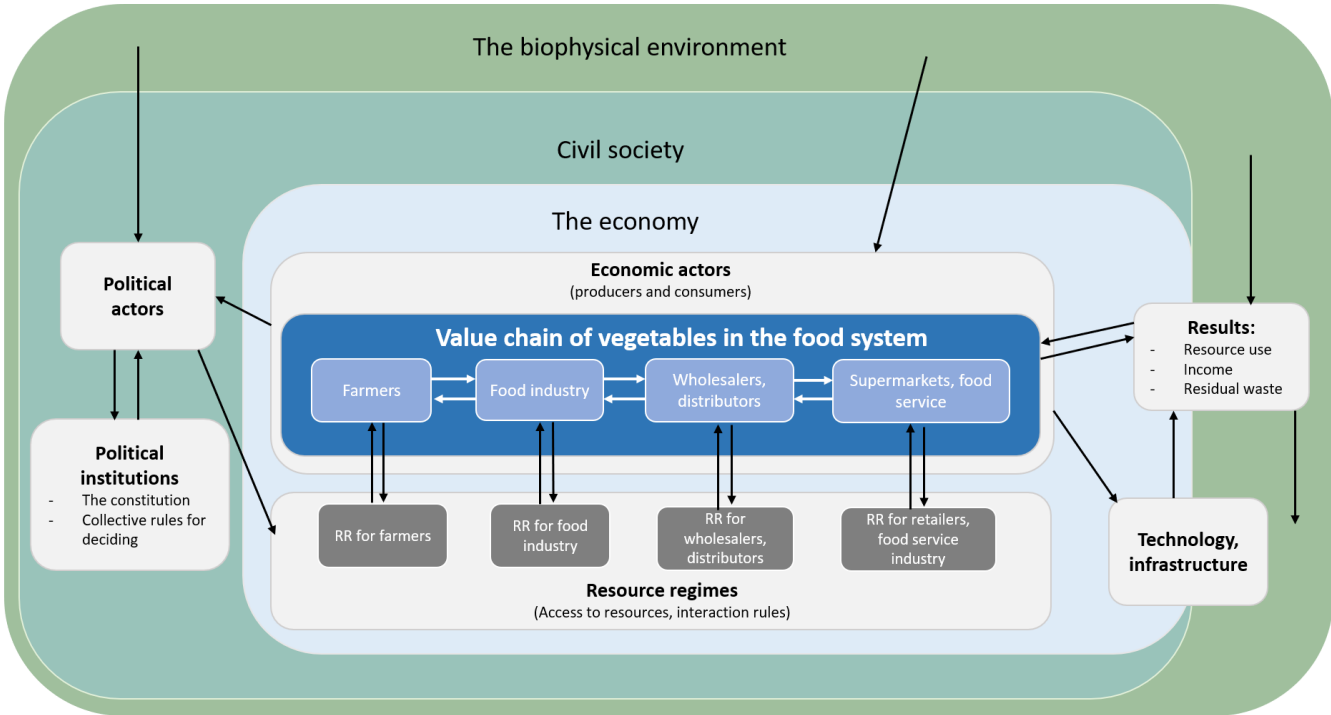 The biophysical environment
Civil society
The economy
Economic actors
(producers and consumers)
Value chain of vegetables in the food system
Farmers
Food industry
Wholesalers,
distributors
Supermarkets, food
service
Political
actors
Political
institutions
- The constitution
- Collective rules for
deciding
RR for farmers
RR for food
industry
RR for
wholesalers,
distributors
RR for retailers,
food service
industry
Resource regimes
(Access to resources, interaction rules)
Results:
- Resource use
- Income
- Residual waste
Technology,
infrastructure